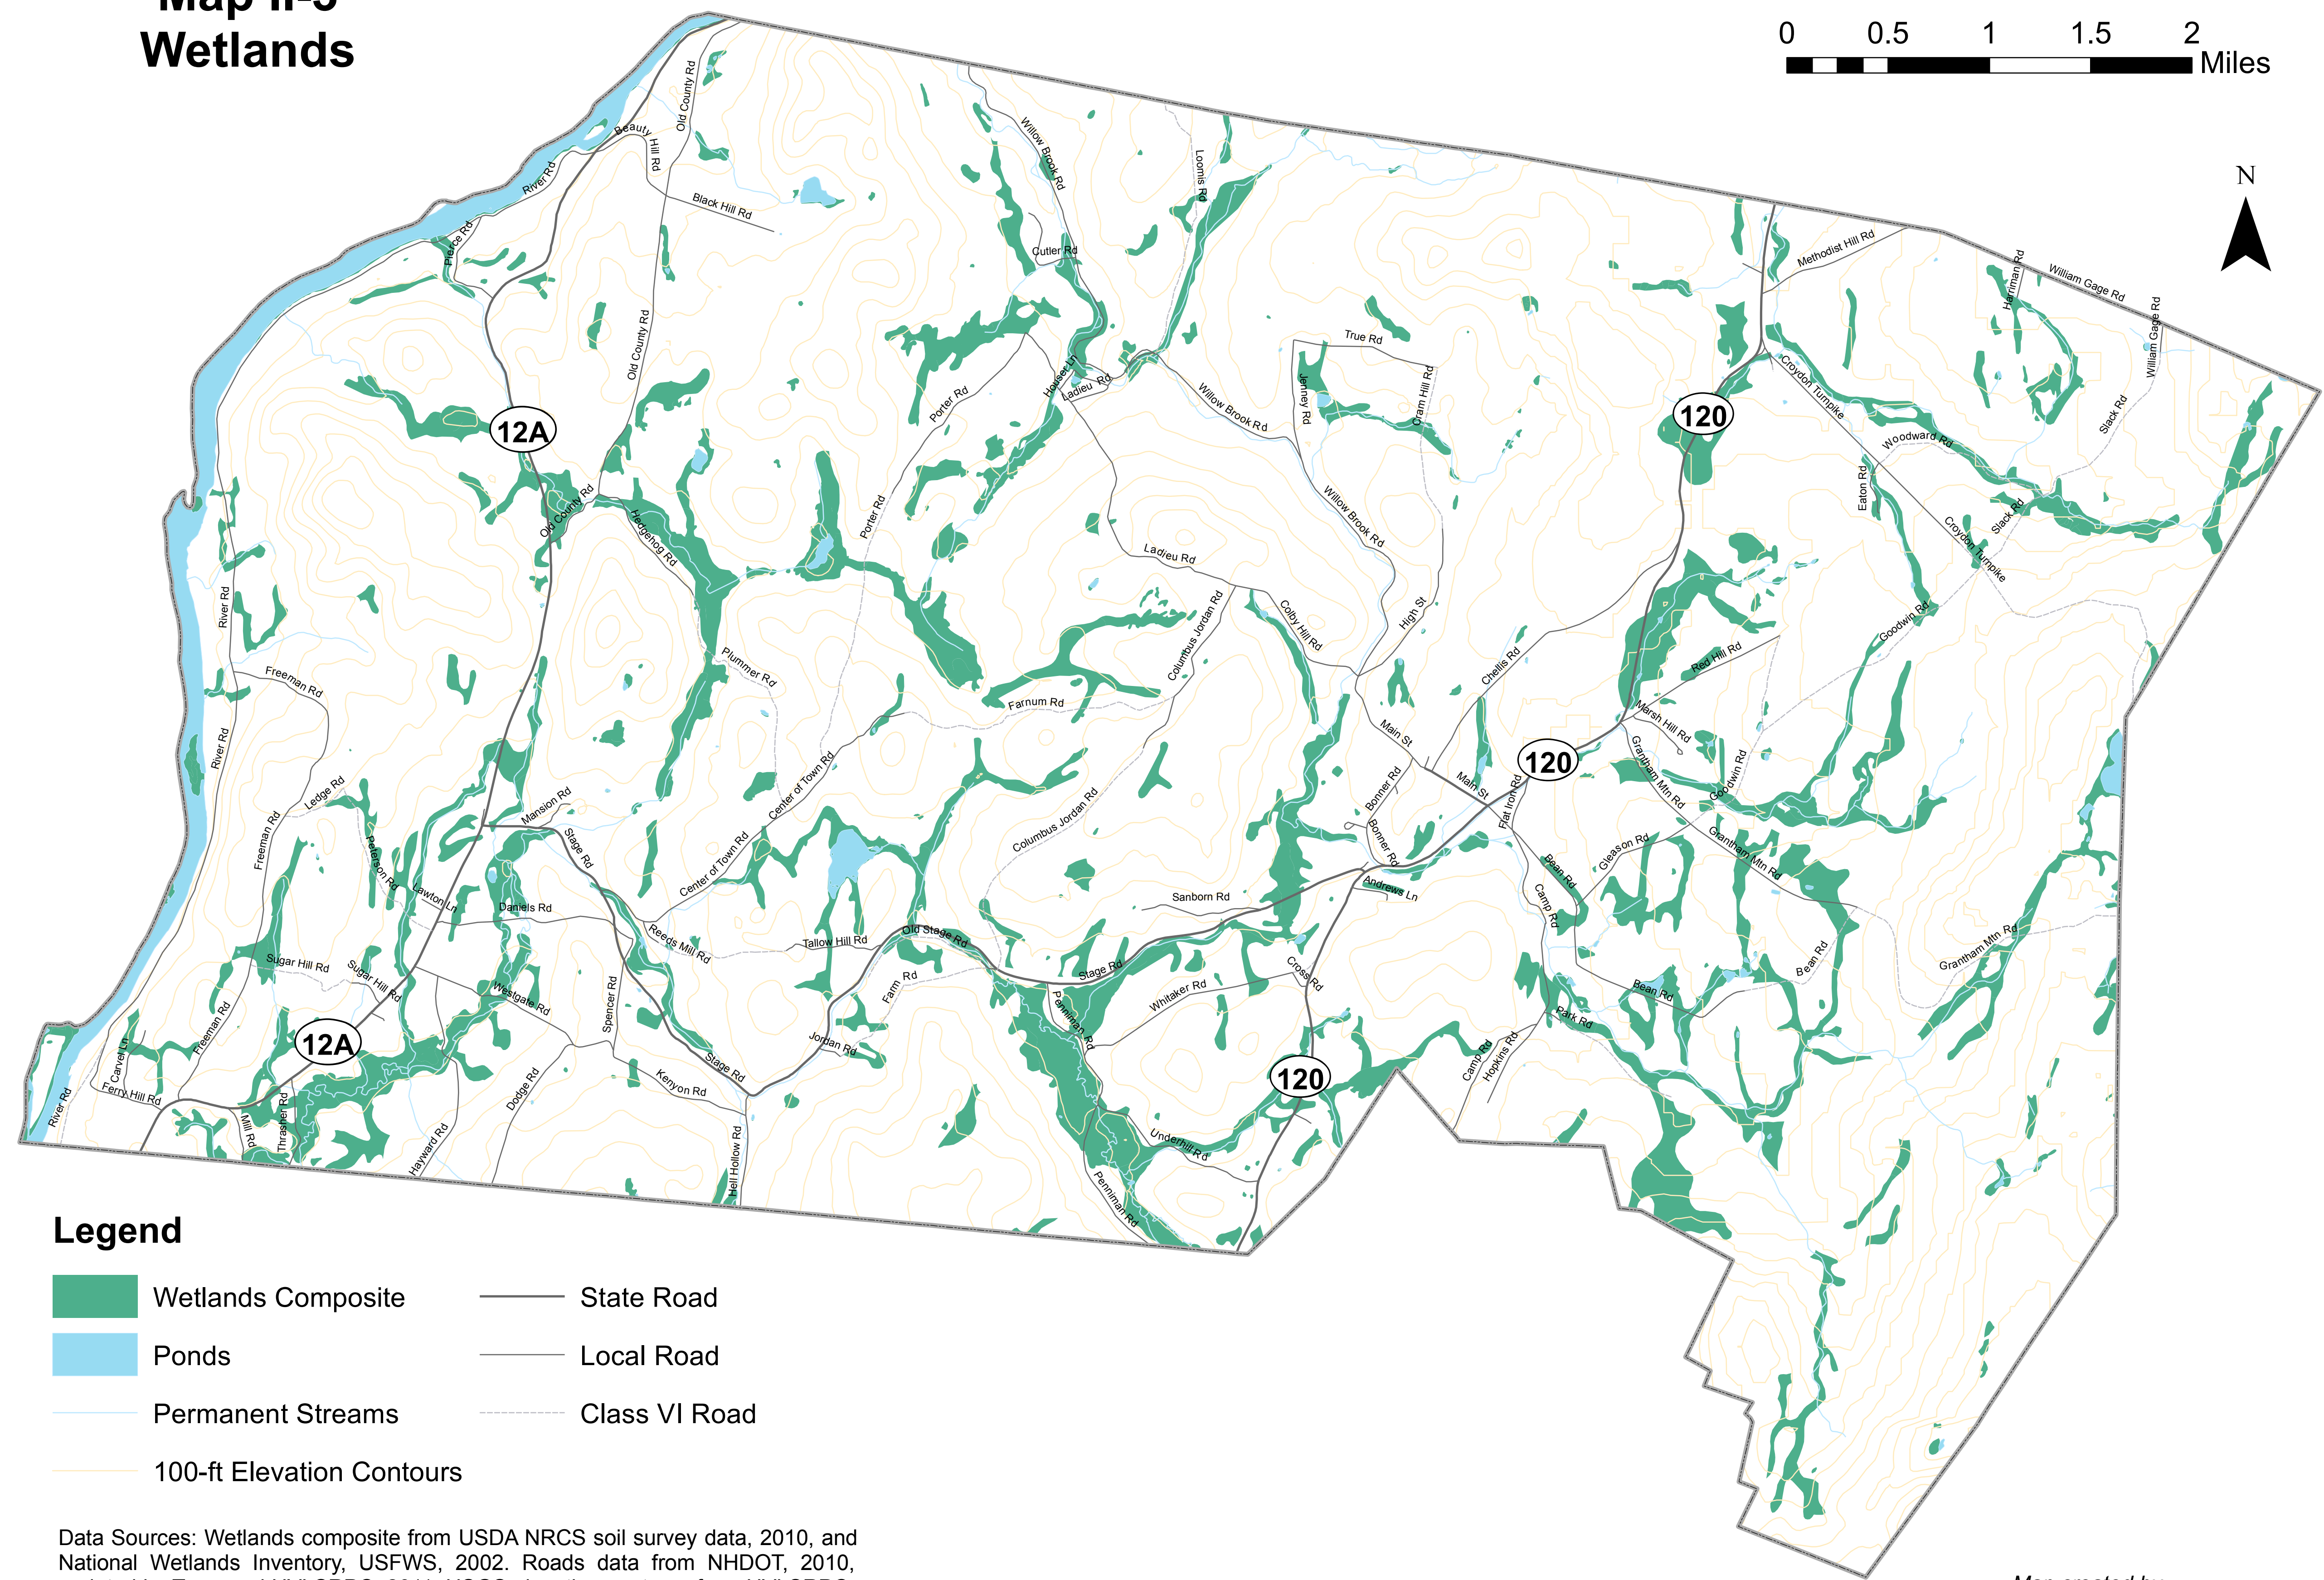 Map II-5
Wetlands
0 0.5 1 1.5 2
Miles
N
Old County Rd
Beauty Hill Rd
River Rd
Black Hill Rd
Pierce Rd
Willow Brook Rd
Loomis Rd
Cutler Rd
Methodist Hill Rd
Harriman Rd
William Gage Rd
William Gage Rd
Old County Rd
True Rd
Houser Ln
Ladieu Rd
Porter Rd
Jenney Rd
Cram Hill Rd
Willow Brook Rd
Croydon Turnpike
120
Slack Rd
12A
Woodward Rd
Eaton Rd
Old County Rd
Hedgehog Rd
Porter Rd
Willow Brook Rd
Slack Rd
Croydon Turnpike
Ladieu Rd
River Rd
Columbus Jordan Rd
Colby Hill Rd
High St
Goodwin Rd
Freeman Rd
Plummer Rd
Chellis Rd
Red Hill Rd
Farnum Rd
River Rd
Main St
Marsh Hill Rd
120
Grantham Mtn Rd
Goodwin Rd
Center of Town Rd
Ledge Rd
Mansion Rd
Bonner Rd
Main St
Flat Iron Rd
Freeman Rd
Peterson Rd
Stage Rd
Columbus Jordan Rd
Bonner Rd
Gleason Rd
Grantham Mtn Rd
Center of Town Rd
Bean Rd
Lawton Ln
Daniels Rd
Sanborn Rd
Andrews Ln
Camp Rd
Reeds Mill Rd
Tallow Hill Rd
Old Stage Rd
Grantham Mtn Rd
Sugar Hill Rd
Sugar Hill Rd
Stage Rd
Cross Rd
Bean Rd
Westgate Rd
Spencer Rd
Farm Rd
Whitaker Rd
Bean Rd
Penniman Rd
Park Rd
Freeman Rd
12A
Jordan Rd
Carvel Ln
Stage Rd
Camp Rd
Hopkins Rd
Ferry Hill Rd
River Rd
Kenyon Rd
Dodge Rd
120
Mill Rd
Thrasher Rd
Hayward Rd
Hell Hollow Rd
Underhill Rd
Penniman Rd
Legend
Wetlands Composite
State Road
Ponds
Local Road
Permanent Streams
Class VI Road
100-ft Elevation Contours
Data Sources: Wetlands composite from USDA NRCS soil survey data, 2010, and
National Wetlands Inventory, USFWS, 2002. Roads data from NHDOT, 2010,
Map created by